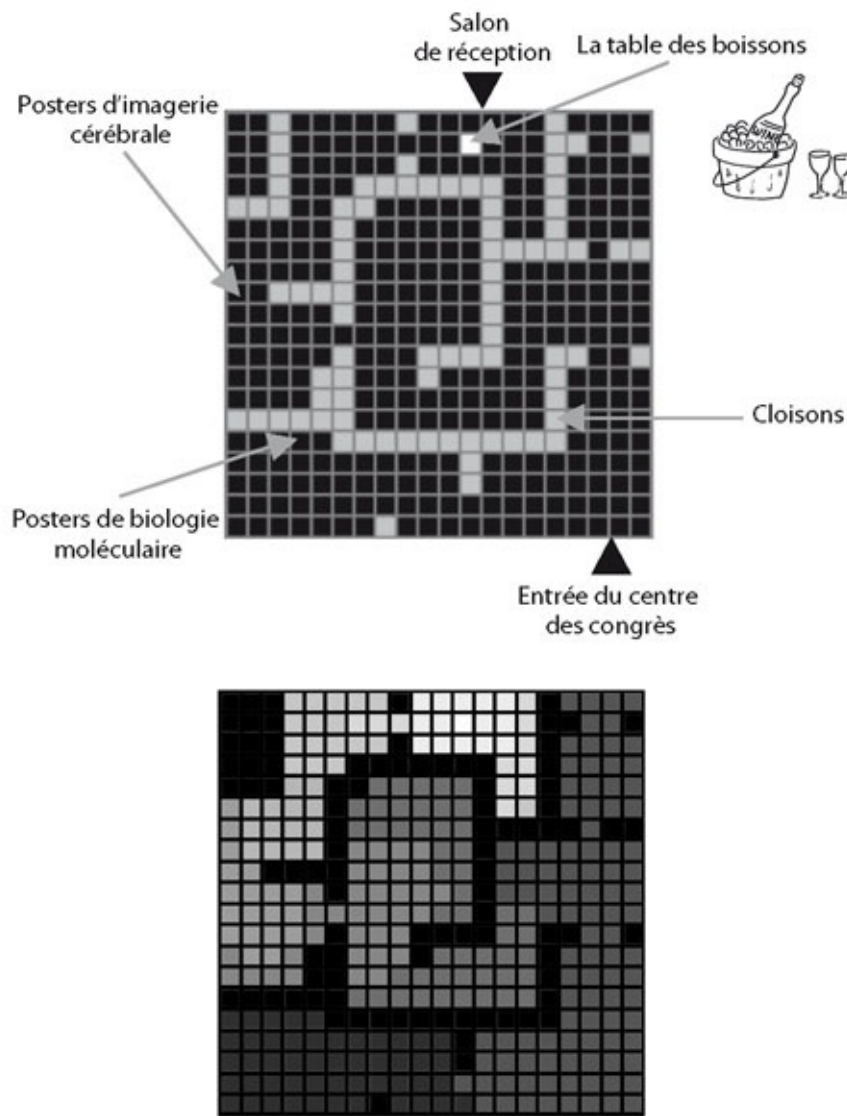 Salon
de réception
La table des boissons
Posters d'imagerie
cérébrale
WINE
Cloisons
Posters de biologie
moléculaire
Entrée du centre
des congrès